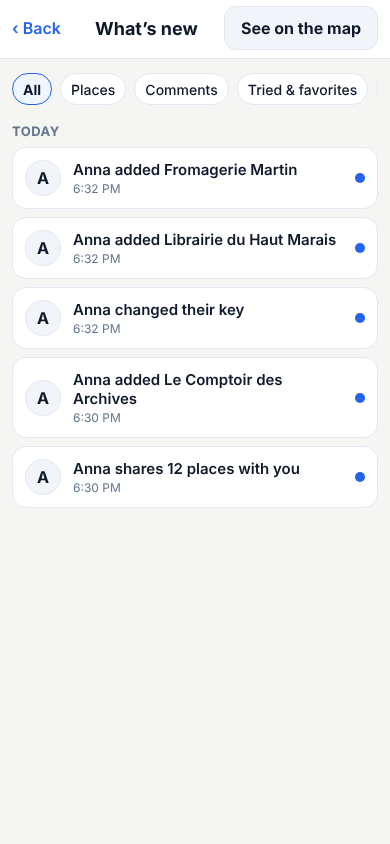 ‹ Back What's new See on the map
All Places Comments Tried & favorites
TODAY
A Anna added Fromagerie Martin
6:32 PM
A Anna added Librairie du Haut Marais
6:32 PM
A Anna changed their key
6:32 PM
A Anna added Le Comptoir des
Archives
6:30 PM
A Anna shares 12 places with you
6:30 PM